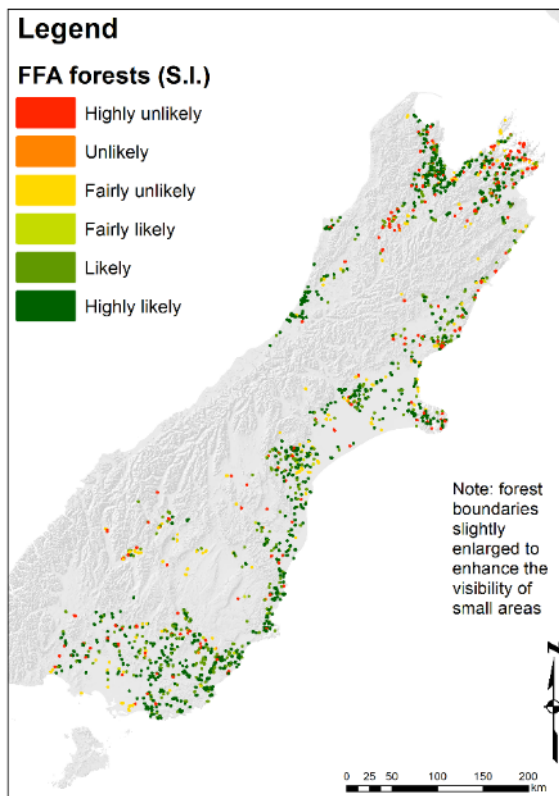 Legend
FFA forests (S.I.)
Highly unlikely
Unlikely
Fairly unlikely
Fairly likely
Likely
Highly likely
Note: forest
boundaries
slightly
enlarged to
enhance the
visibility of
small areas
N
0 25 50 100 150 200
km